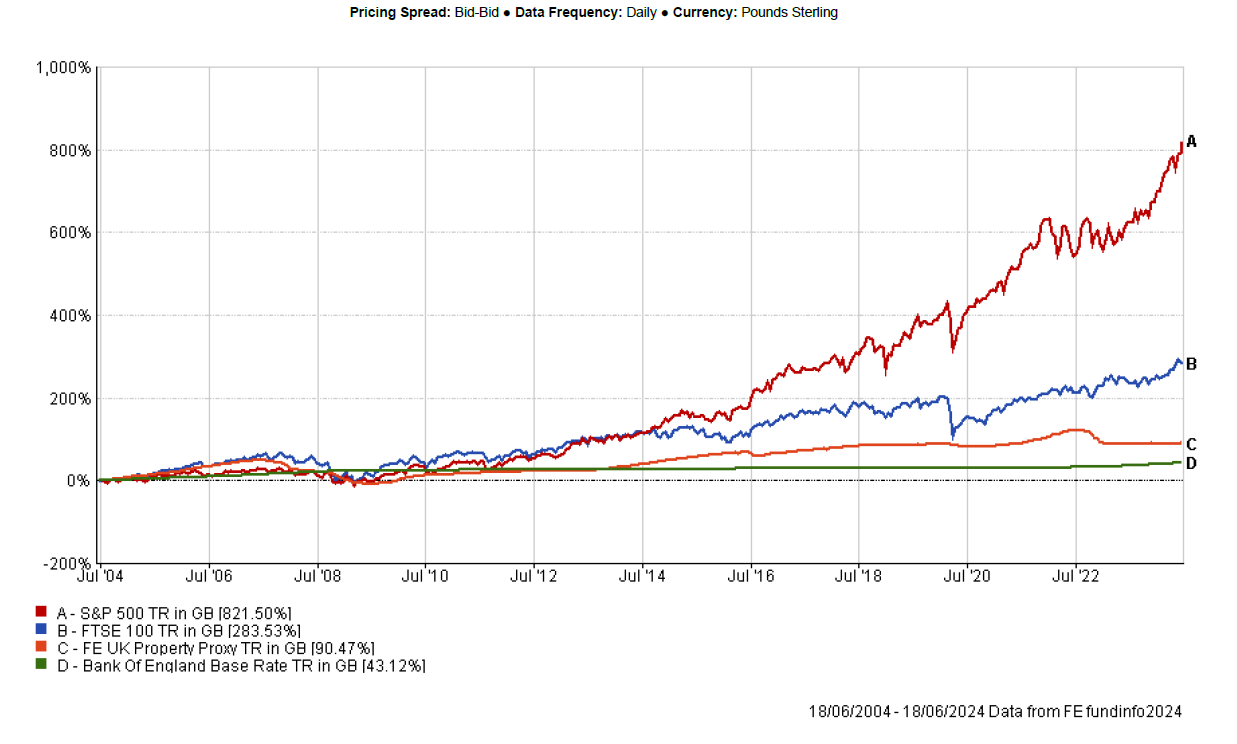 Pricing Spread: Bid-Bid ● Data Frequency: Daily ● Currency: Pounds Sterling
1,000%
800%
600%
400%
200%
0%
-200%
A
B
C
D
Jul '04 Jul '06 Jul '08 Jul '10 Jul '12 Jul '14 Jul '16 Jul '18 Jul '20 Jul '22
A - S&P 500 TR in GB [821.50%]
B - FTSE 100 TR in GB [283.53%]
C - FE UK Property Proxy TR in GB [90.47%]
D - Bank Of England Base Rate TR in GB [43.12%]
18/06/2004 - 18/06/2024 Data from FE fundinfo2024